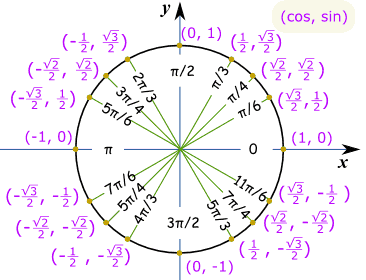 y
(cos, sin)
(0, 1)
(-1/2, √3/2)
(1/2, √3/2)
(-√2/2, √2/2)
(√2/2, √2/2)
(-√3/2, 1/2)
(√3/2, 1/2)
π/2
2π/3
π/3
3π/4
π/4
5π/6
π/6
(-1, 0)
π
0
(1, 0)
x
7π/6
11π/6
5π/4
7π/4
4π/3
5π/3
3π/2
(-√3/2, -1/2)
(√3/2, -1/2)
(-√2/2, -√2/2)
(√2/2, -√2/2)
(-1/2, -√3/2)
(1/2, -√3/2)
(0, -1)